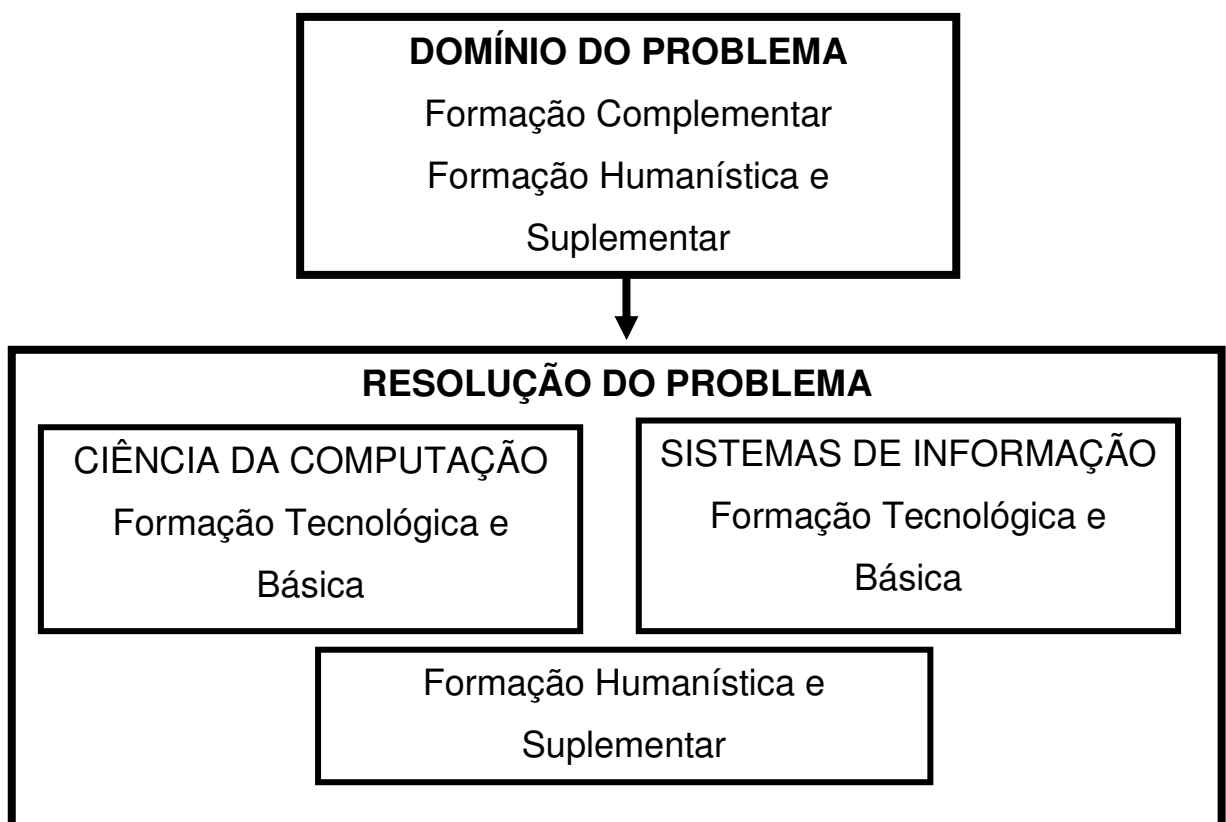 DOMÍNIO DO PROBLEMA
Formação Complementar
Formação Humanística e
Suplementar
RESOLUÇÃO DO PROBLEMA
CIÊNCIA DA COMPUTAÇÃO
Formação Tecnológica e
Básica
SISTEMAS DE INFORMAÇÃO
Formação Tecnológica e
Básica
Formação Humanística e
Suplementar